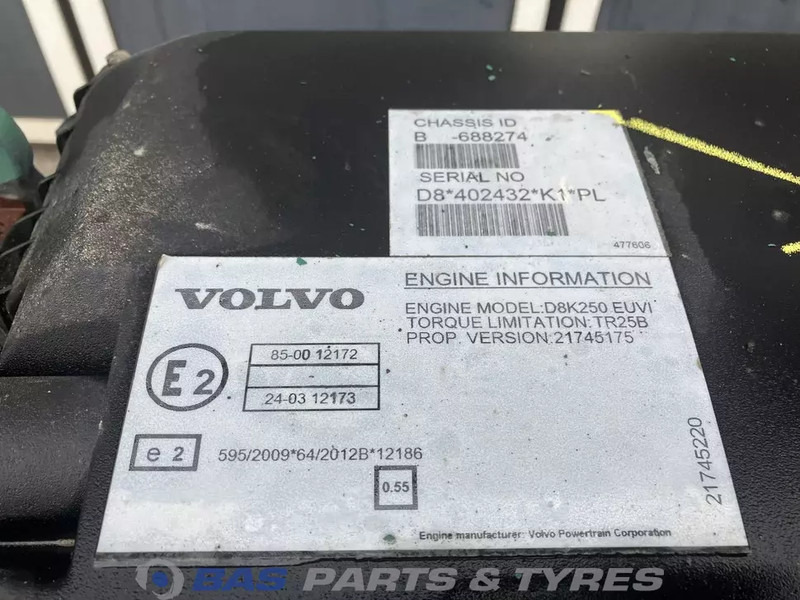 CHASSIS ID
B -688274
SERIAL NO
D8*402432*K1*PL
477606
VOLVO
ENGINE INFORMATION
ENGINE MODEL:D8K250 EUVI
TORQUE LIMITATION:TR25B
PROP. VERSION:21745175
E2
85-00 12172
-
24-03 12173
e 2
595/2009*64/2012B*12186
0.55
21745220
Engine manufacturer: Volvo Powertrain Corporation
BAS PARTS & TYRES